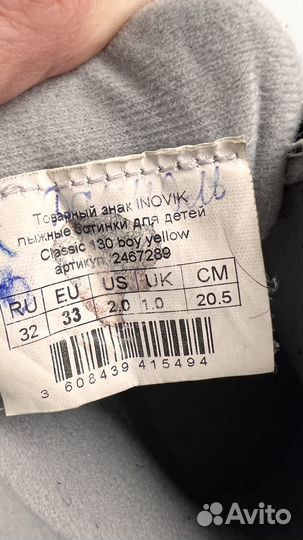 Товарный знак INOVIK
лыжные ботинки для детей
Classic 130 boy yellow
артикул 2467289
RU EU US UK CM
32 33 2.0 1.0 20.5
3 608439 415494
Avito